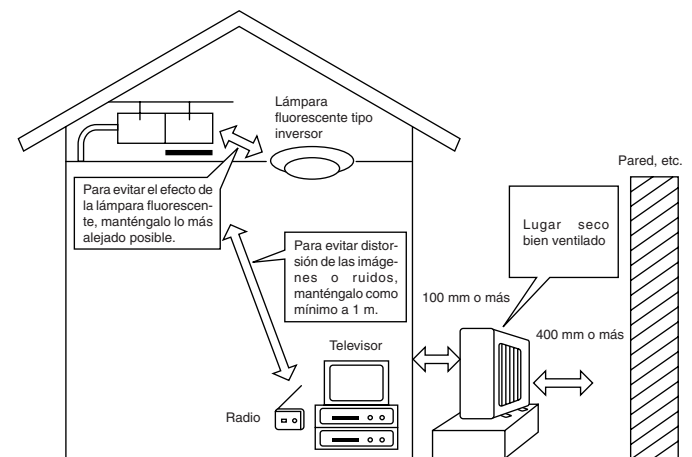 Lámpara
fluorescente tipo
inversor
Pared, etc.
Para evitar el efecto de
la lámpara fluorescen-
te, manténgalo lo más
alejado posible.
Lugar seco
bien ventilado
Para evitar distor-
sión de las imáge-
nes o ruidos,
manténgalo como
mínimo a 1 m.
100 mm o más
400 mm o más
Televisor
Radio